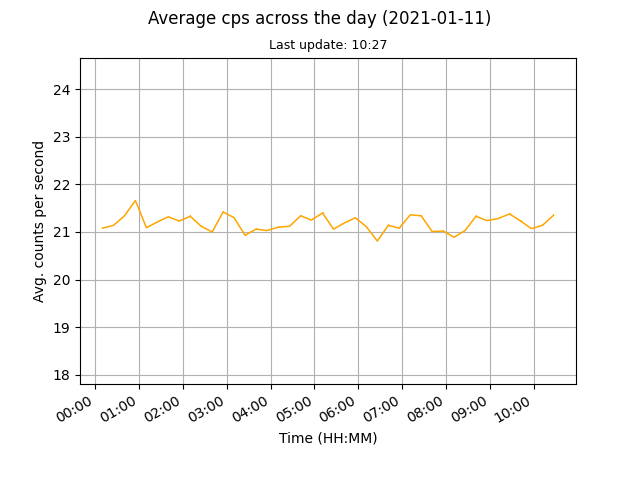 Average cps across the day (2021-01-11)
Last update: 10:27
24
23
22
21
20
19
18
Avg. counts per second
00:00 01:00 02:00 03:00 04:00 05:00 06:00 07:00 08:00 09:00 10:00
Time (HH:MM)